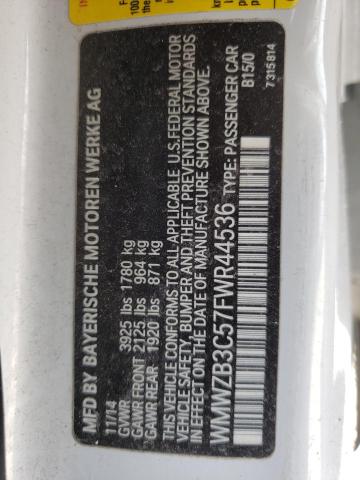 MFD BY BAYERISCHE MOTOREN WERKE AG
11/14
GVWR 3925 lbs 1780 kg
GAWR FRONT 2125 lbs 964 kg
GAWR REAR 1920 lbs 871 kg
THIS VEHICLE CONFORMS TO ALL APPLICABLE U.S. FEDERAL MOTOR
VEHICLE SAFETY, BUMPER AND THEFT PREVENTION STANDARDS
IN EFFECT ON THE DATE OF MANUFACTURE SHOWN ABOVE.
WMWZB3C57FWR44536 TYPE: PASSENGER CAR
B15/0
7315814